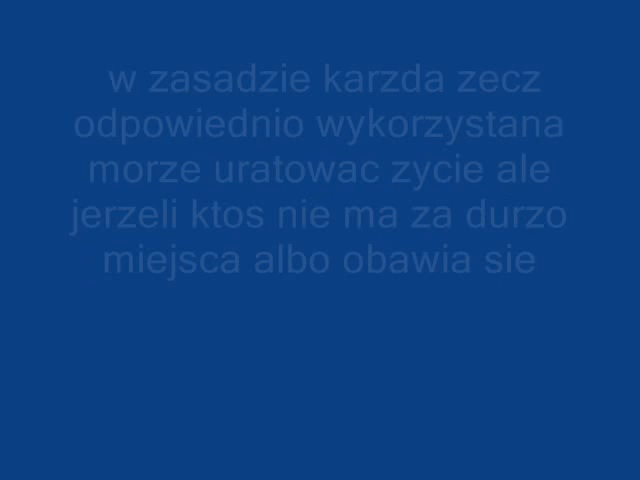 w zasadzie karzda zecz
odpowiednio wykorzystana
morze uratowac zycie ale
jerzeli ktos nie ma za durzo
miejsca albo obawia sie